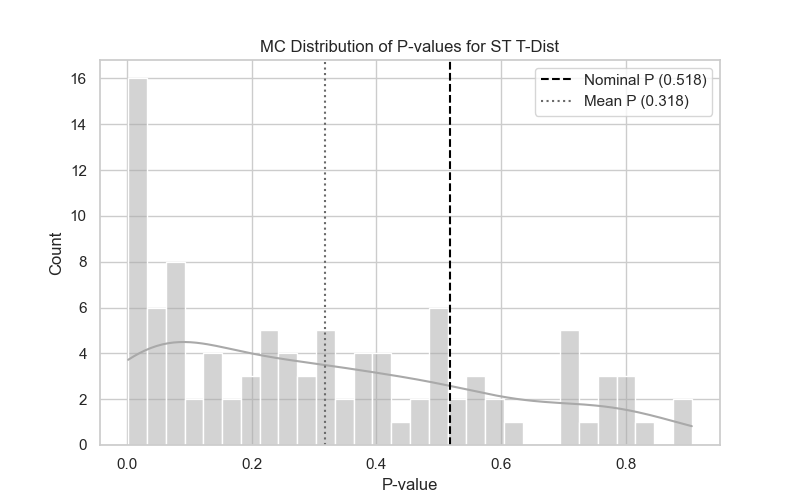 MC Distribution of P-values for ST T-Dist
Nominal P (0.518)
Mean P (0.318)
Count
16
14
12
10
8
6
4
2
0
0.0 0.2 0.4 0.6 0.8
P-value